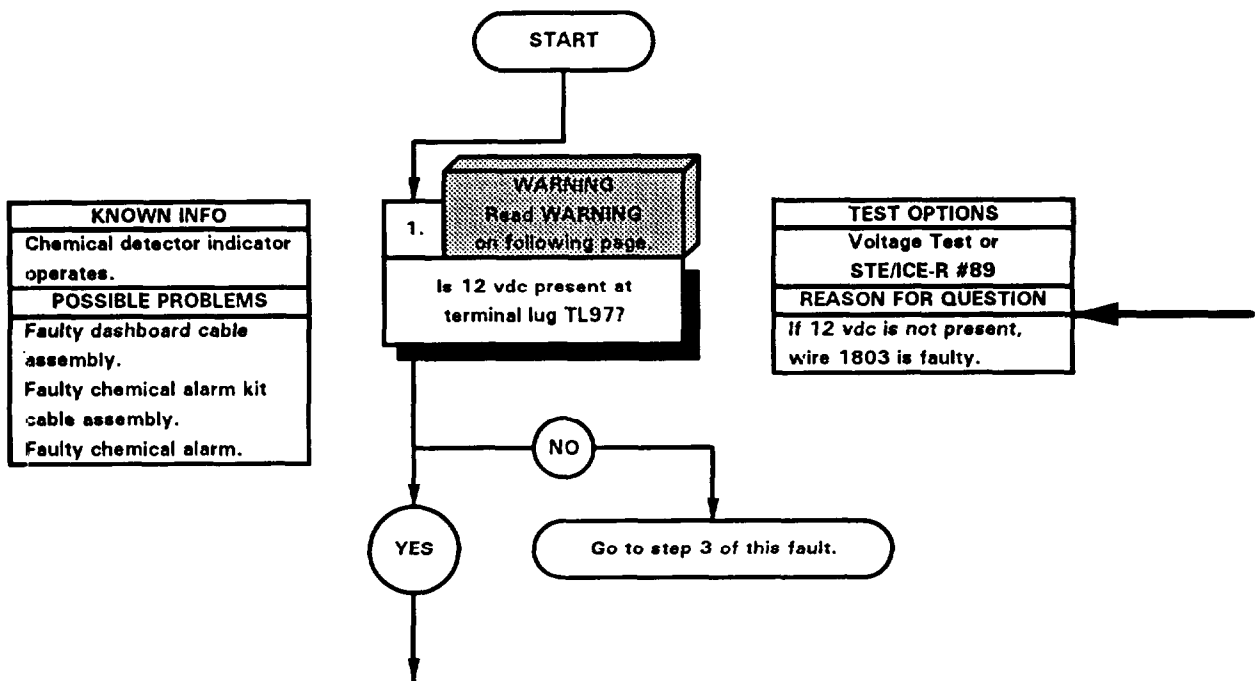 START
KNOWN INFO
Chemical detector indicator
operates.
POSSIBLE PROBLEMS
Faulty dashboard cable
assembly.
Faulty chemical alarm kit
cable assembly.
Faulty chemical alarm.
1.
WARNING
Read WARNING
on following page.
Is 12 vdc present at
terminal lug TL97?
TEST OPTIONS
Voltage Test or
STE/ICE-R #89
REASON FOR QUESTION
If 12 vdc is not present,
wire 1803 is faulty.
NO
YES
Go to step 3 of this fault.